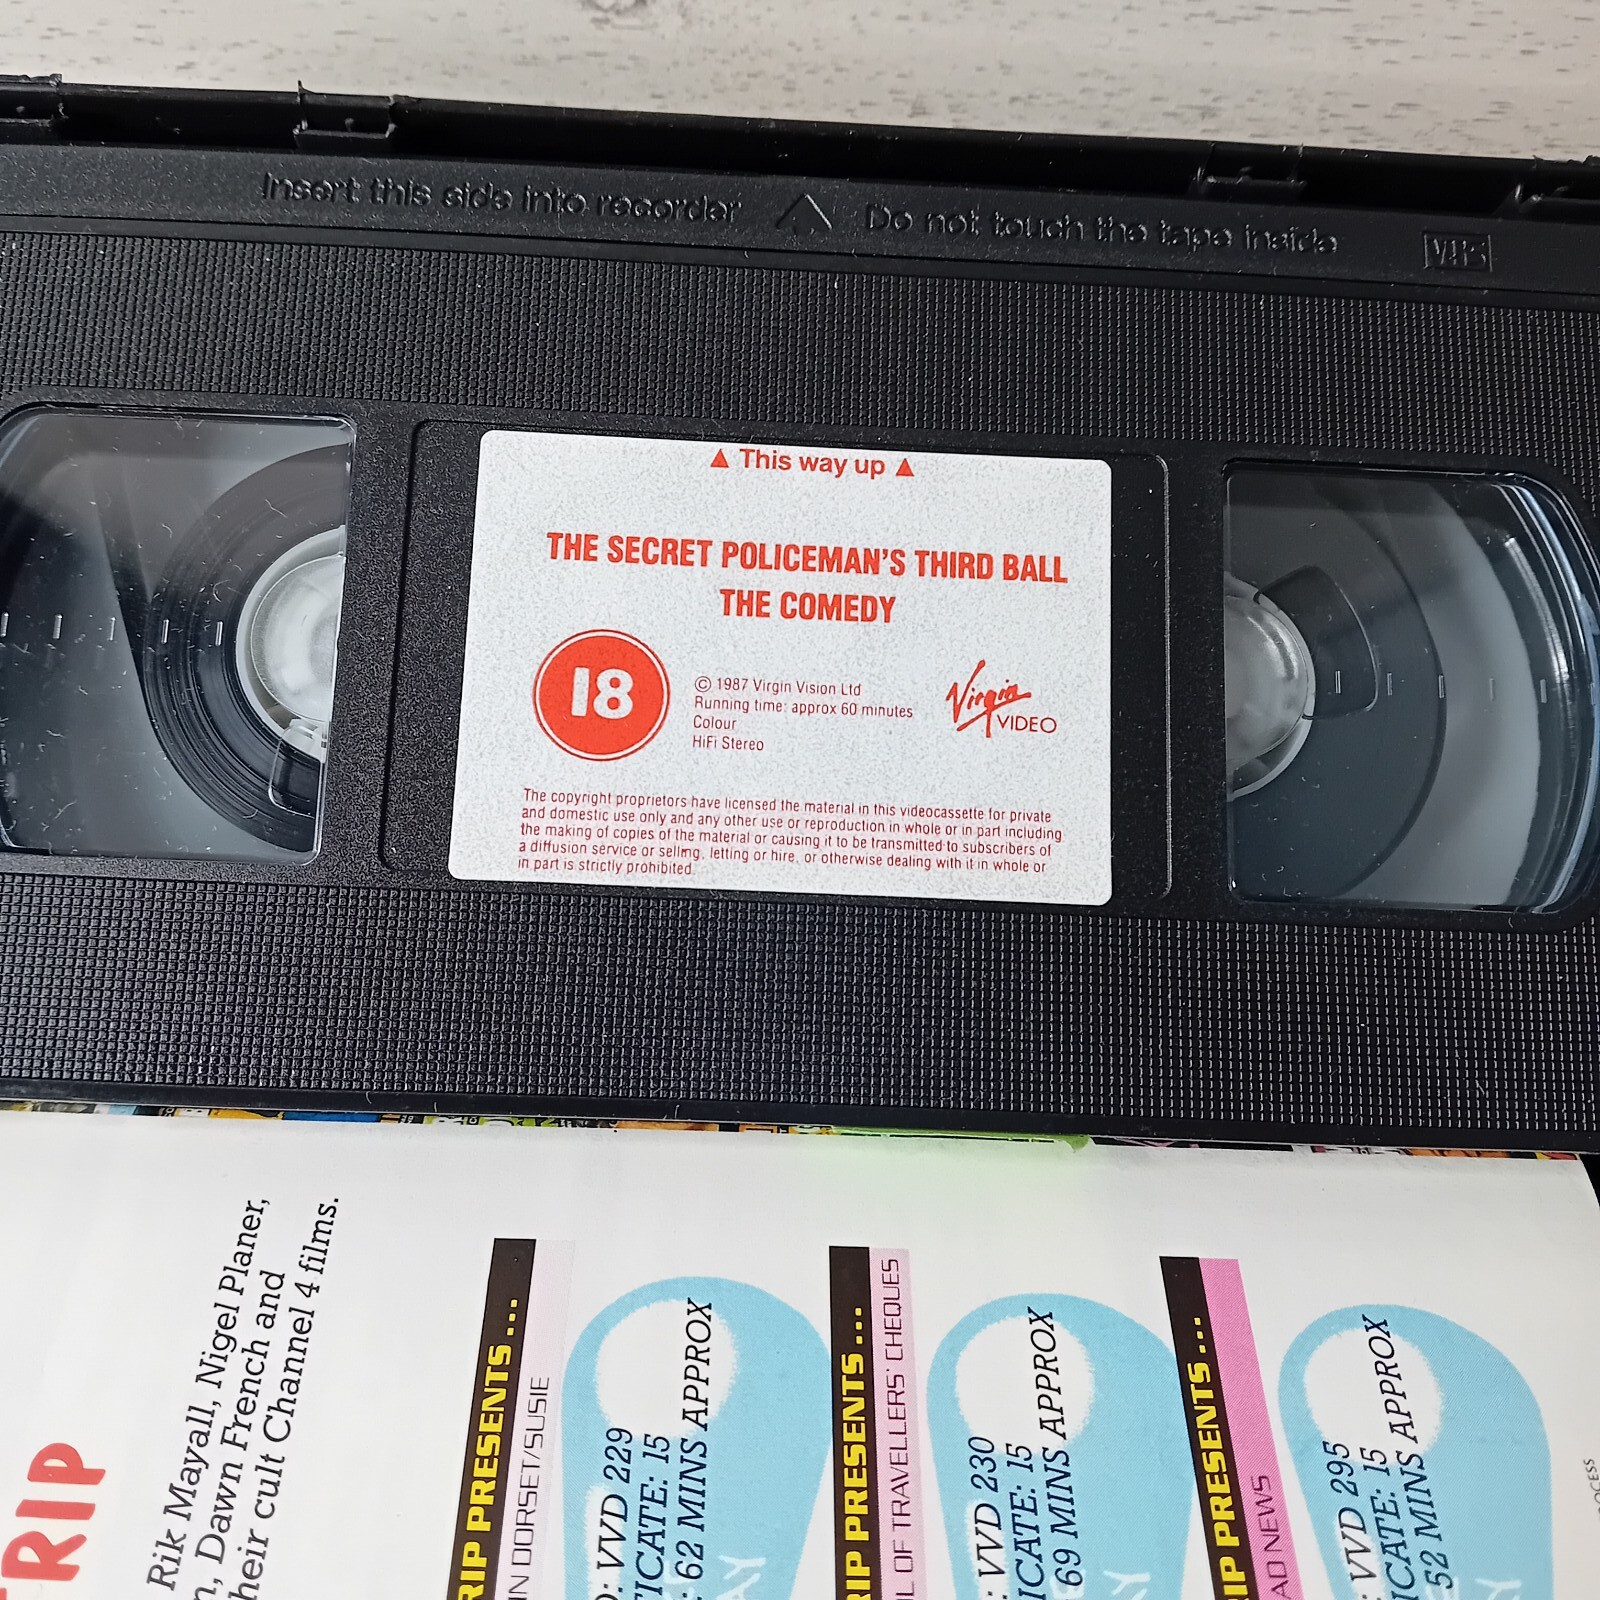 Insert this side into recorder Do not touch the tape inside VHS
▲ This way up ▲
THE SECRET POLICEMAN'S THIRD BALL
THE COMEDY
18
© 1987 Virgin Vision Ltd
Running time: approx 60 minutes
Colour
HiFi Stereo
Virgin
VIDEO
The copyright proprietors have licensed the material in this videocassette for private
and domestic use only and any other use or reproduction in whole or in part including
the making of copies of the material or causing it to be transmitted to subscribers of
a diffusion service or selling, letting or hire, or otherwise dealing with it in whole or
in part is strictly prohibited.
TRIP
Rik Mayall, Nigel Planer,
Dawn French and
their cult Channel 4 films.
RIP PRESENTS...
IN DORSET/SUSIE
VVD 229
15
62 MINS APPROX
RIP PRESENTS...
OF TRAVELLERS' CHEQUES
VVD 230
15
69 MINS APPROX
RIP PRESENTS...
NEWS
VVD 295
15
52 MINS APPROX